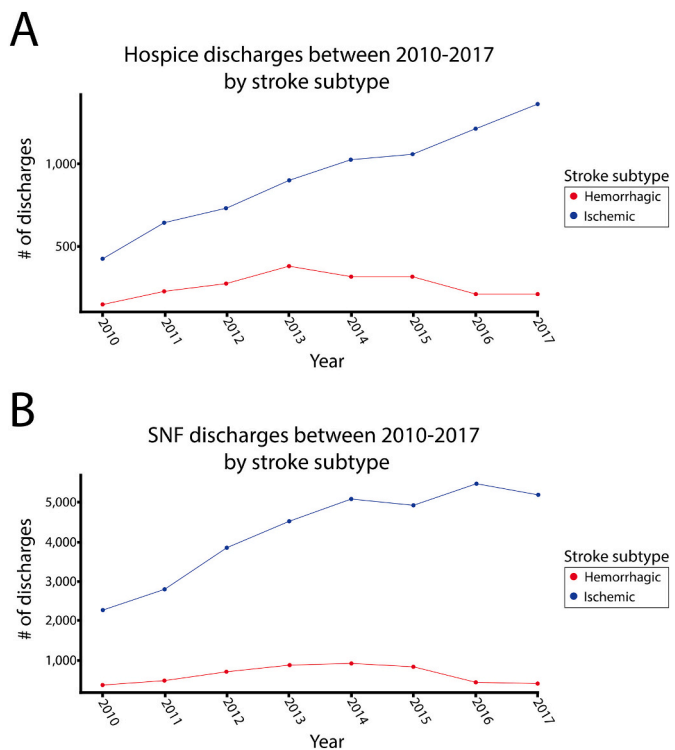 A
Hospice discharges between 2010-2017
by stroke subtype
# of discharges
1,000
500
2010
2011
2012
2013
2014
2015
2016
2017
Year
Stroke subtype
Hemorrhagic
Ischemic
B
SNF discharges between 2010-2017
by stroke subtype
# of discharges
5,000
4,000
3,000
2,000
1,000
2010
2011
2012
2013
2014
2015
2016
2017
Year
Stroke subtype
Hemorrhagic
Ischemic